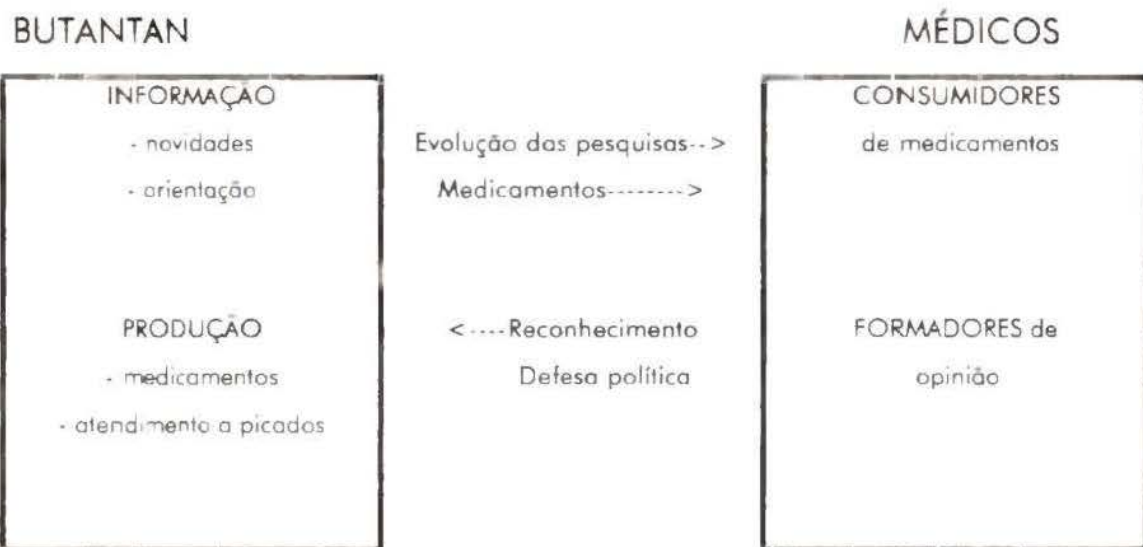 BUTANTAN
MÉDICOS
INFORMAÇÃO
- novidades
- orientação
PRODUÇÃO
- medicamentos
- atendimento a picados
Evolução das pesquisas-->
Medicamentos-------->
<----Reconhecimento
Defesa política
CONSUMIDORES
de medicamentos
FORMADORES de
opinião